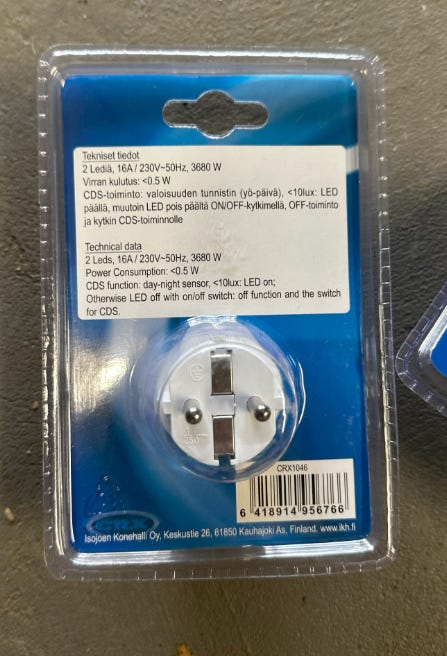 Tekniset tiedot
2 Lediä, 16A / 230V~50Hz, 3680 W
Virran kulutus: <0.5 W
CDS-toiminto: valoisuuden tunnistin (yö-päivä), <10lux: LED
päällä, muutoin LED pois päältä ON/OFF-kytkimellä, OFF-toiminto
ja kytkin CDS-toiminnolle
Technical data
2 Leds, 16A / 230V~50Hz, 3680 W
Power Consumption: <0.5 W
CDS function: day-night sensor, <10lux: LED on;
Otherwise LED off with on/off switch: off function and the switch
for CDS.
CRX1046
6 418914 956766
CRX
Isojoen Konehalli Oy, Keskustie 26, 61850 Kauhajoki As, Finland. www.ikh.fi